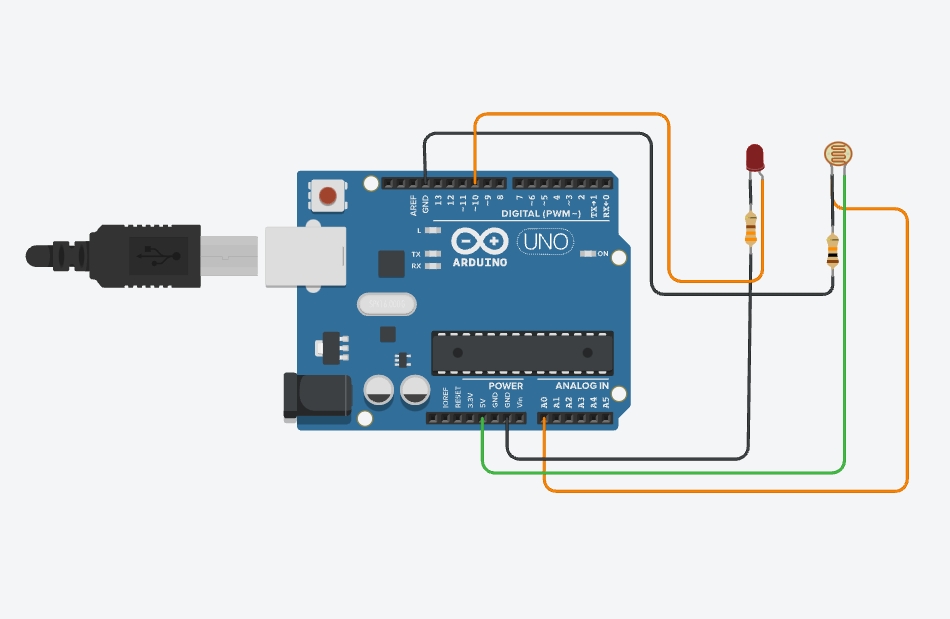 AREF
GND
13
12
~11
~10
~9
8
7
~6
~5
4
~3
2
TX→1
RX←0
DIGITAL (PWM~)
L
TX
RX
UNO
ON
ARDUINO
POWER
ANALOG IN
IOREF
RESET
3.3V
5V
GND
GND
Vin
A0
A1
A2
A3
A4
A5